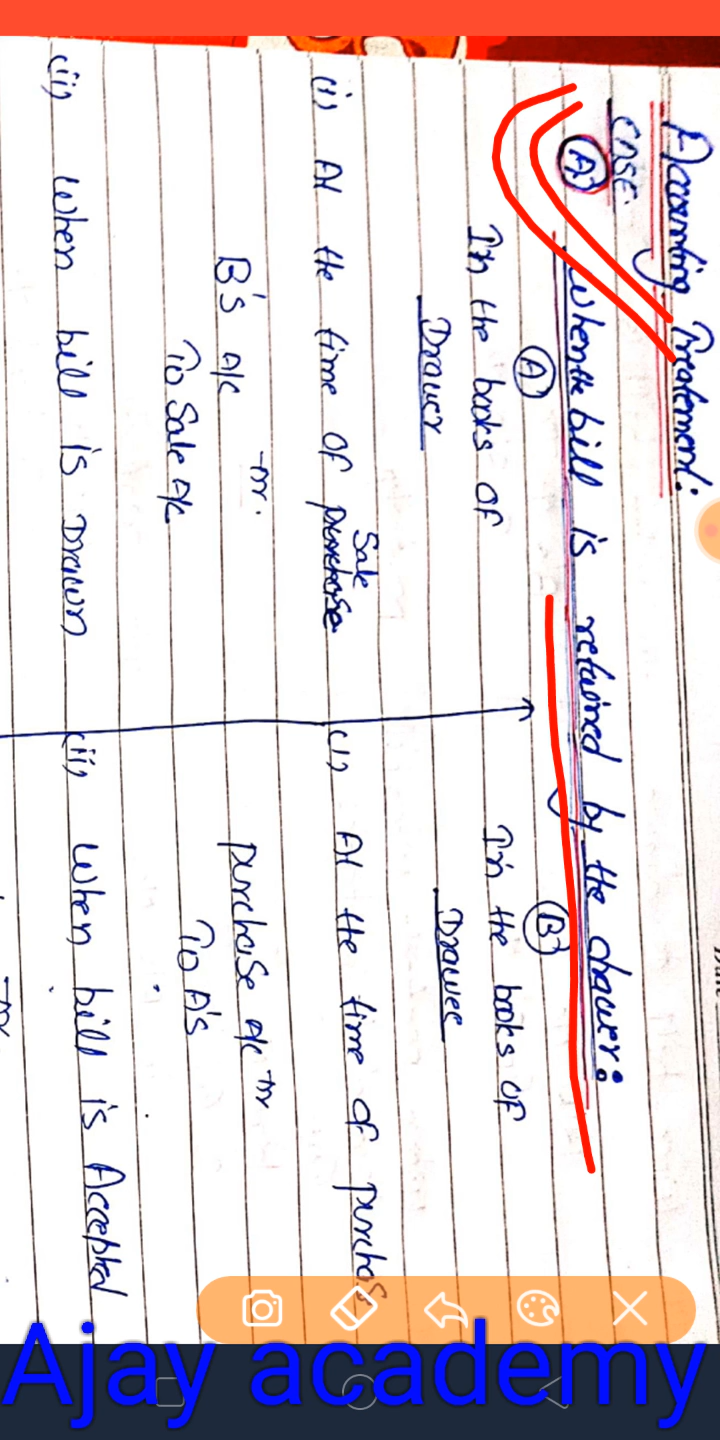 Accounting Treatement:
CASE.
(A) When the bill is retained by the drawer:
(A)
In the books of
Drawer
(B)
In the books of
Drawee
(i) At the time of purchase Sale
B's A/c -Dr.
To Sale A/c
(i) At the time of purchas
purchase A/c -Dr
To A's
(ii) When bill is Drawn
(ii) When bill is Accepted
Ajay academy